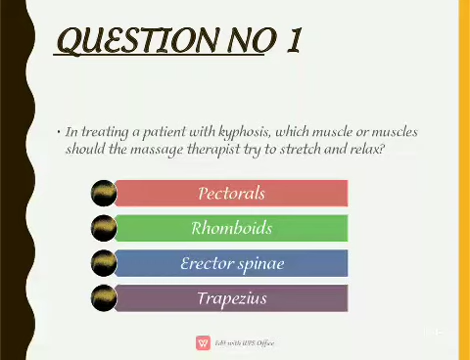 QUESTION NO 1
• In treating a patient with kyphosis, which muscle or muscles
should the massage therapist try to stretch and relax?
Pectorals
Rhomboids
Erector spinae
Trapezius
Edit with WPS Office